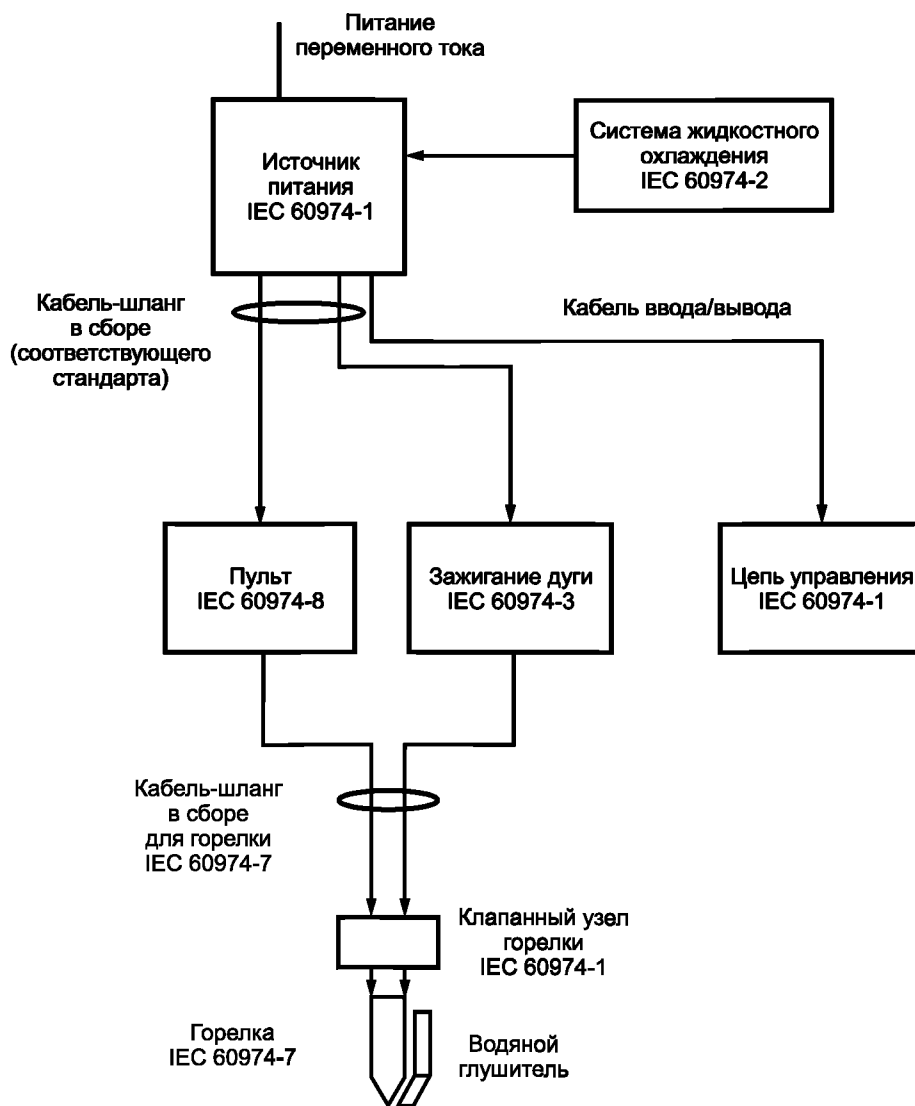 Питание
переменного тока
Источник
питания
IEC 60974-1
Система жидкостного
охлаждения
IEC 60974-2
Кабель-шланг
в сборе
(соответствующего
стандарта)
Кабель ввода/вывода
Пульт
IEC 60974-8
Зажигание дуги
IEC 60974-3
Цепь управления
IEC 60974-1
Кабель-шланг
в сборе
для горелки
IEC 60974-7
Клапанный узел
горелки
IEC 60974-1
Горелка
IEC 60974-7
Водяной
глушитель